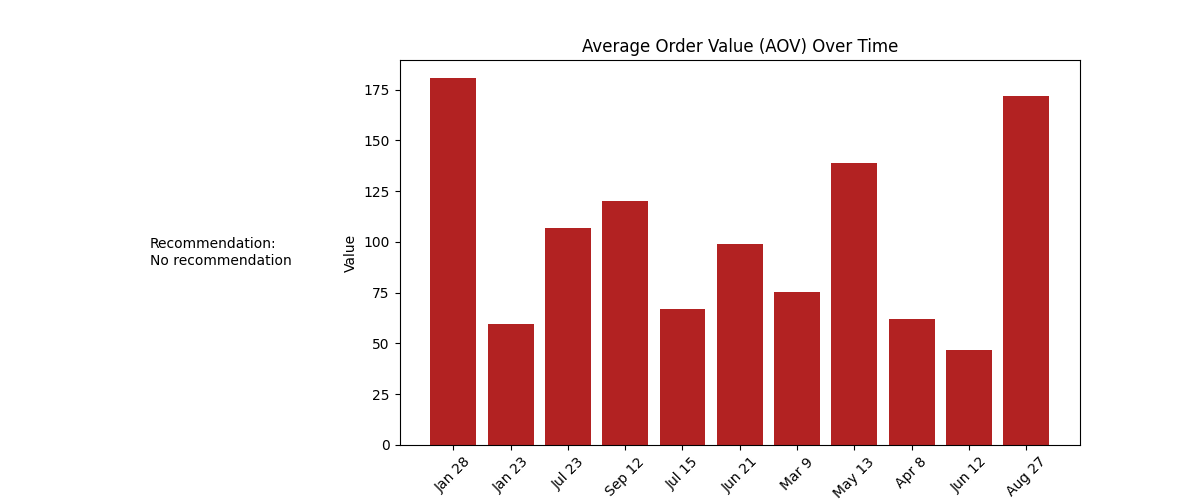 Average Order Value (AOV) Over Time
Recommendation:
No recommendation
Value
175
150
125
100
75
50
25
0
Jan 28
Jan 23
Jul 23
Sep 12
Jul 15
Jun 21
Mar 9
May 13
Apr 8
Jun 12
Aug 27